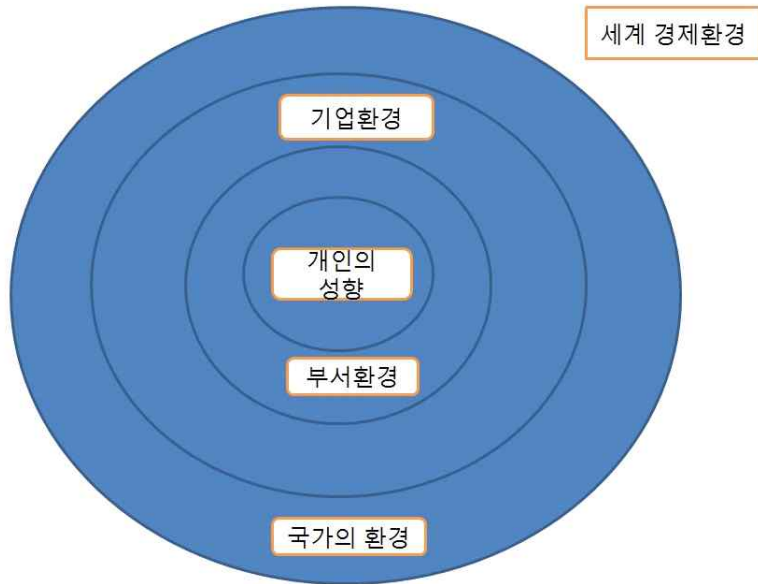 세계 경제환경
기업환경
개인의
성향
부서환경
국가의 환경